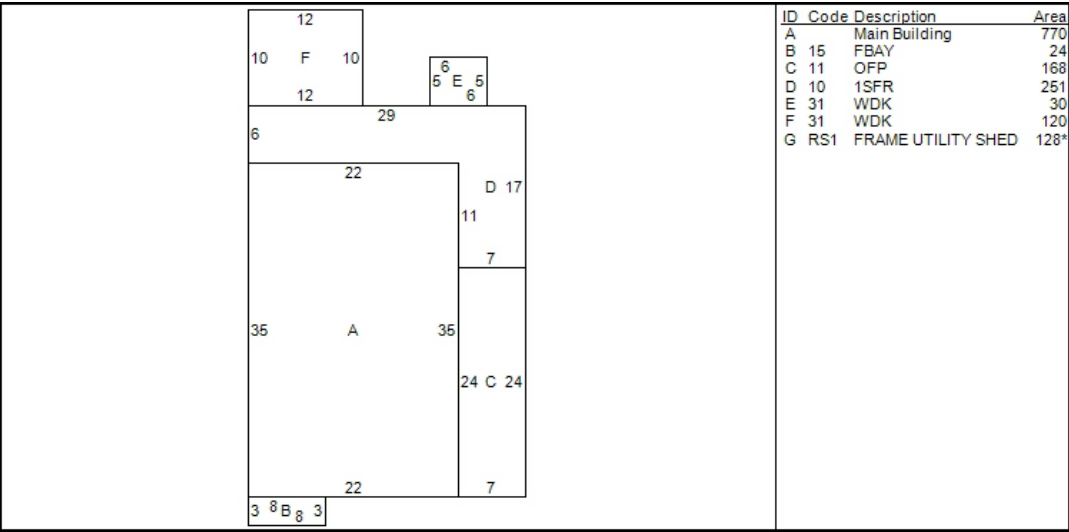 12
10 F 10
12
6
5 E 5
6
29
6
22
D 17
11
7
35 A 35
24 C 24
22 7
3 8 B 8 3
ID Code Description Area
A Main Building 770
B 15 FBAY 24
C 11 OFP 168
D 10 1SFR 251
E 31 WDK 30
F 31 WDK 120
G RS1 FRAME UTILITY SHED 128*